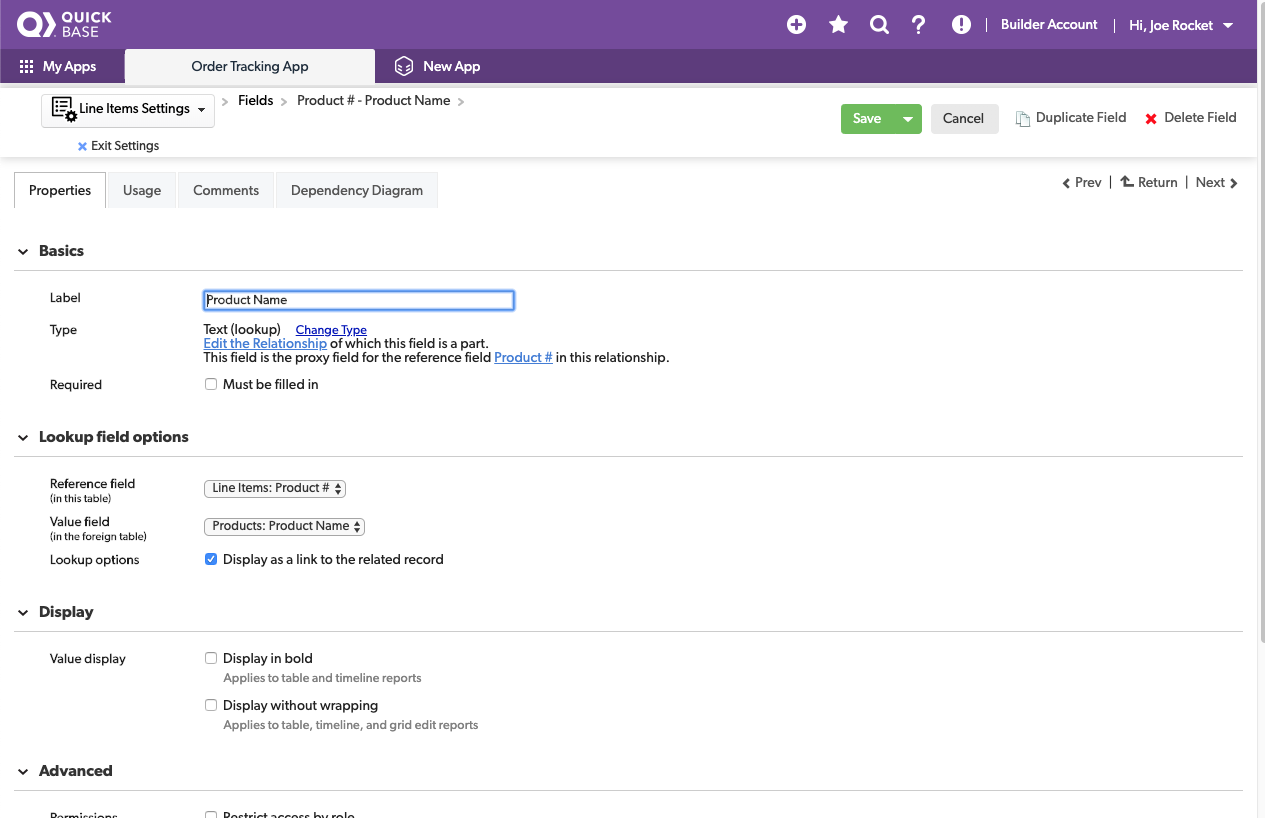 QUICK BASE
Builder Account
Hi, Joe Rocket
My Apps
Order Tracking App
New App
Line Items Settings
Fields
Product # - Product Name
Save
Cancel
Duplicate Field
Delete Field
Exit Settings
Properties
Usage
Comments
Dependency Diagram
Prev | Return | Next
Basics
Label
Product Name
Type
Text (lookup) Change Type
Edit the Relationship of which this field is a part.
This field is the proxy field for the reference field Product # in this relationship.
Required
Must be filled in
Lookup field options
Reference field
(in this table)
Line Items: Product #
Value field
(in the foreign table)
Products: Product Name
Lookup options
Display as a link to the related record
Display
Value display
Display in bold
Applies to table and timeline reports
Display without wrapping
Applies to table, timeline, and grid edit reports
Advanced
Permissions
Restrict access by role